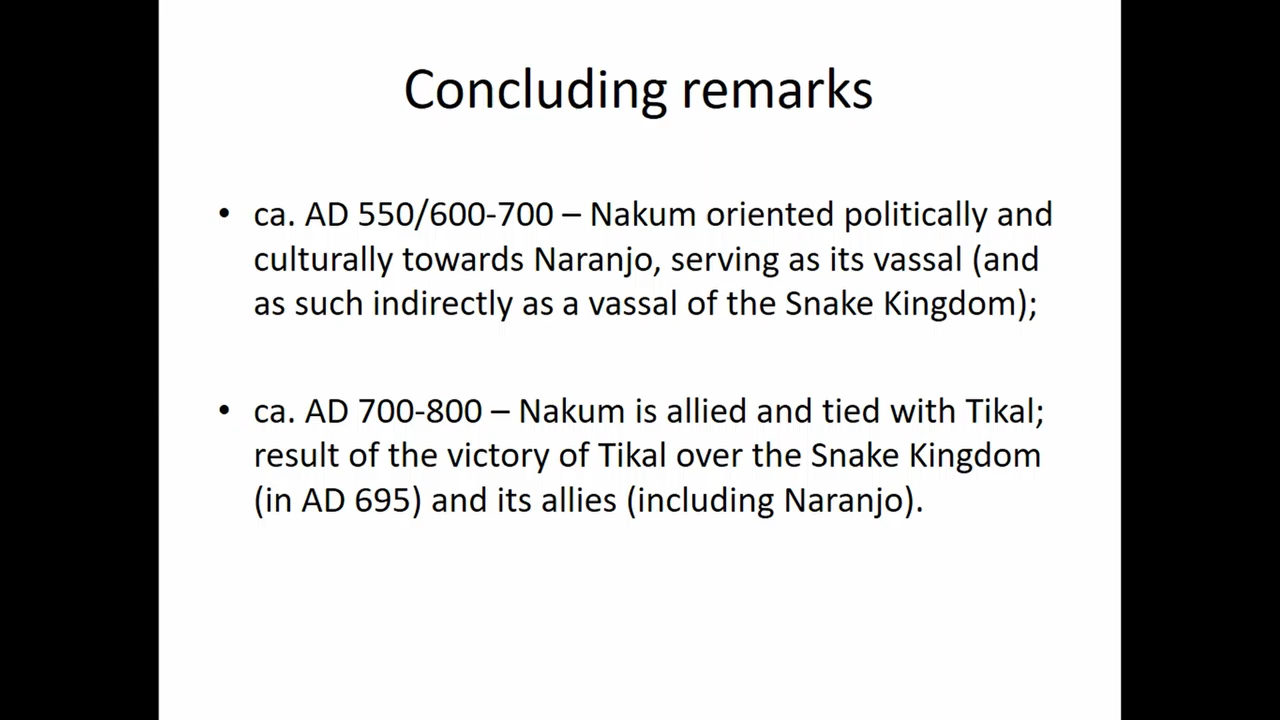 Concluding remarks
• ca. AD 550/600-700 – Nakum oriented politically and
culturally towards Naranjo, serving as its vassal (and
as such indirectly as a vassal of the Snake Kingdom);
• ca. AD 700-800 – Nakum is allied and tied with Tikal;
result of the victory of Tikal over the Snake Kingdom
(in AD 695) and its allies (including Naranjo).